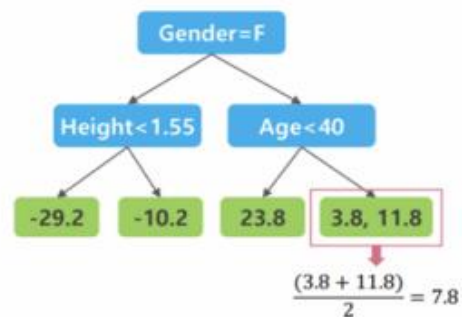 Gender=F
Height<1.55
Age<40
-29.2
-10.2
23.8
3.8, 11.8
(3.8 + 11.8)
2
= 7.8